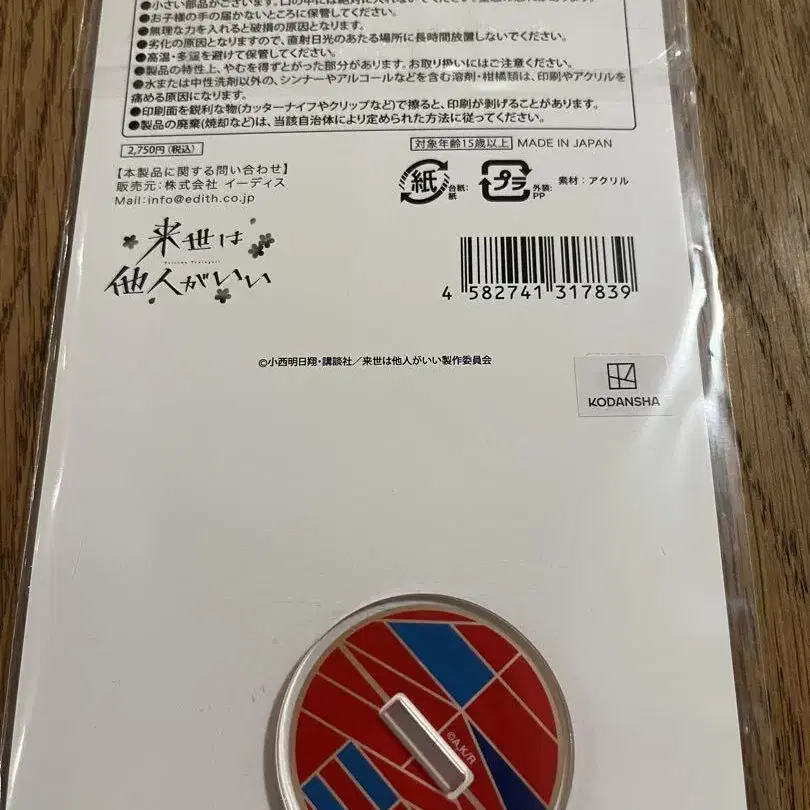 ●お子様の手の届かないところに保管してください。
●無理な力を入れると破損の原因となります。
●劣化の原因となりますので、直射日光のあたる場所に長時間放置しないでください。
●高温・多湿を避けて保管してください。
●製品の特性上、やむを得ずとがった部分があります。お取り扱いにはご注意ください。
●水または中性洗剤以外の、シンナーやアルコールなどを含む溶剤・柑橘類は、印刷やアクリルを
痛める原因になります。
●印刷面を鋭利な物(カッターナイフやクリップなど)で擦ると、印刷が剥げることがあります。
●製品の廃棄(焼却など)は、当該自治体により定められた方法に従ってください。
2,750円(税込)
対象年齢15歳以上 MADE IN JAPAN
【本製品に関する問い合わせ】
販売元:株式会社 イーディス
Mail:info@edith.co.jp
紙 台紙:紙
プラ 外装:PP
素材:アクリル
来世は
他人がいい
4 582741 317839
©小西明日翔・講談社/来世は他人がいい製作委員会
KODANSHA
©A,K/R